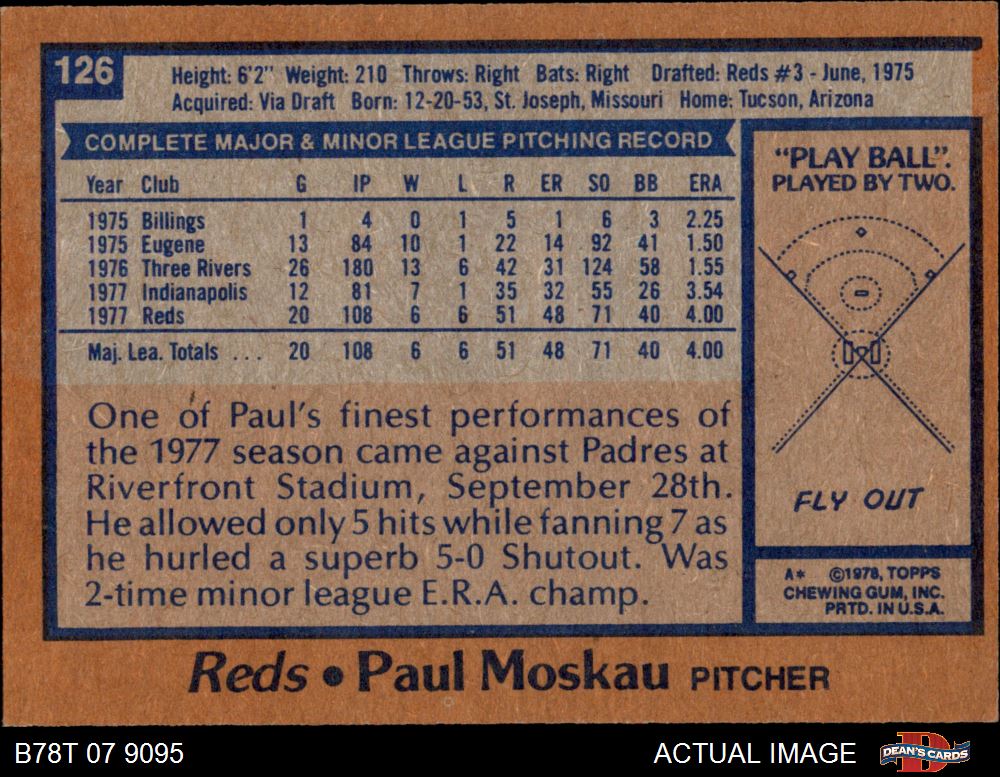 126
Height: 6'2" Weight: 210 Throws: Right Bats: Right Drafted: Reds #3 - June, 1975
Acquired: Via Draft Born: 12-20-53, St. Joseph, Missouri Home: Tucson, Arizona
COMPLETE MAJOR & MINOR LEAGUE PITCHING RECORD
Year Club G IP W L R ER SO BB ERA
1975 Billings 1 4 0 1 5 1 6 3 2.25
1975 Eugene 13 84 10 1 22 14 92 41 1.50
1976 Three Rivers 26 180 13 6 42 31 124 58 1.55
1977 Indianapolis 12 81 7 1 35 32 55 26 3.54
1977 Reds 20 108 6 6 51 48 71 40 4.00
Maj. Lea. Totals ... 20 108 6 6 51 48 71 40 4.00
One of Paul's finest performances of
the 1977 season came against Padres at
Riverfront Stadium, September 28th.
He allowed only 5 hits while fanning 7 as
he hurled a superb 5-0 Shutout. Was
2-time minor league E.R.A. champ.
"PLAY BALL".
PLAYED BY TWO.
FLY OUT
A* ©1978, TOPPS
CHEWING GUM, INC.
PRTD. IN U.S.A.
Reds • Paul Moskau PITCHER
B78T 07 9095
ACTUAL IMAGE
DEAN'S CARDS